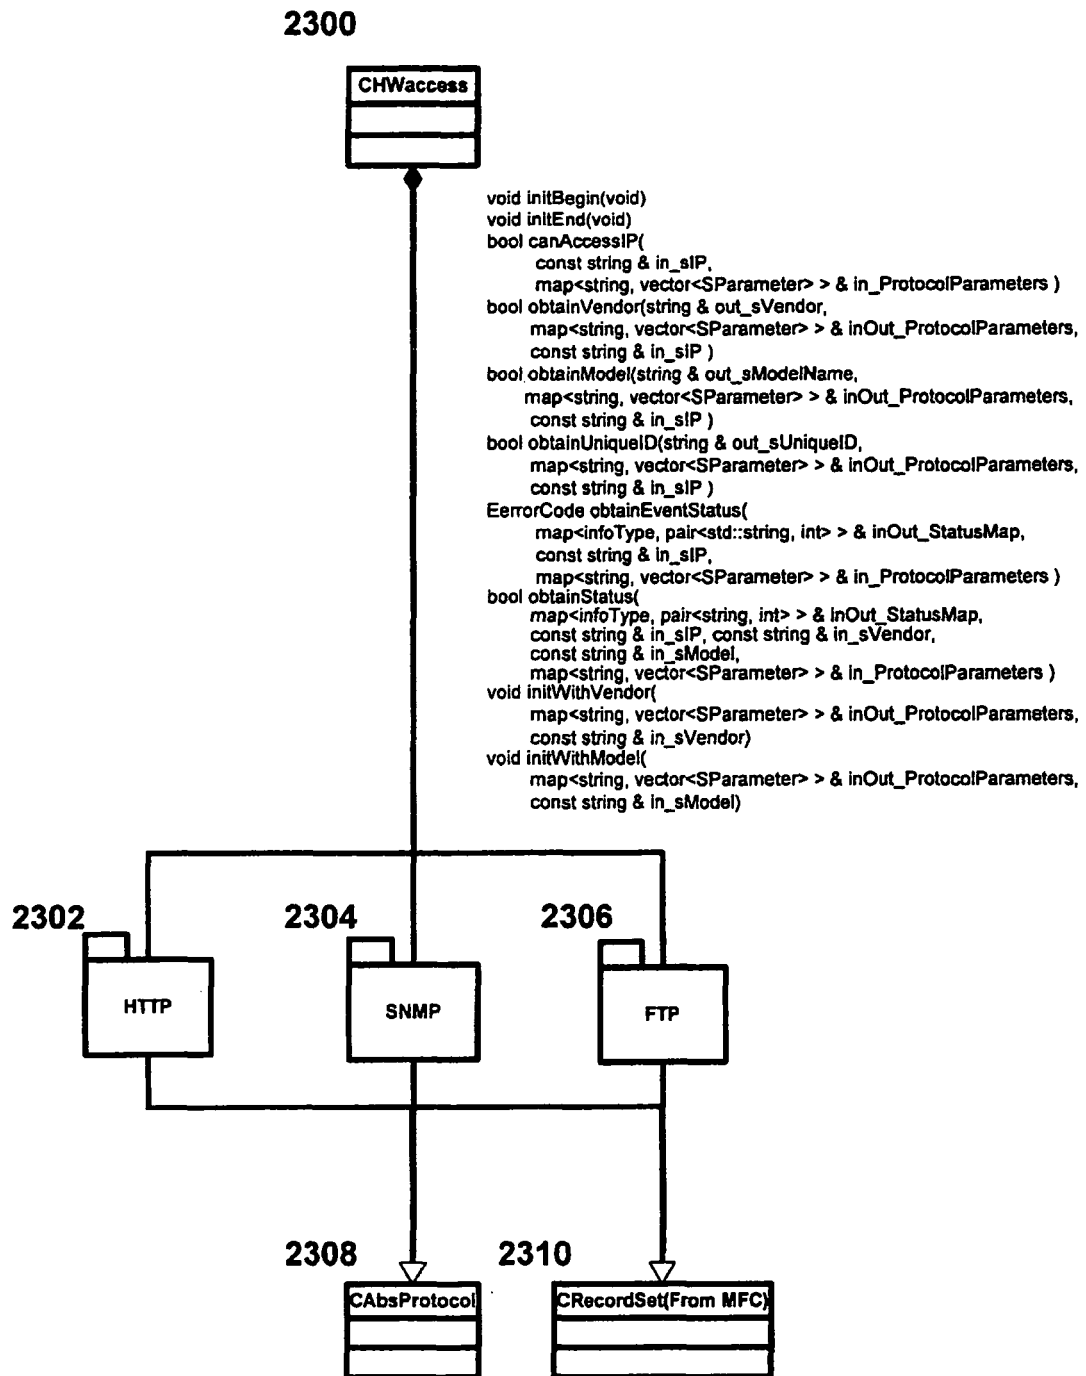 2300
CHWaccess
void initBegin(void)
void initEnd(void)
bool canAccessIP(
const string & in_sIP,
map<string, vector<SParameter> > & in_ProtocolParameters )
bool obtainVendor(string & out_sVendor,
map<string, vector<SParameter> > & inOut_ProtocolParameters,
const string & in_sIP )
bool obtainModel(string & out_sModelName,
map<string, vector<SParameter> > & inOut_ProtocolParameters,
const string & in_sIP )
bool obtainUniqueID(string & out_sUniqueID,
map<string, vector<SParameter> > & inOut_ProtocolParameters,
const string & in_sIP )
EerrorCode obtainEventStatus(
map<infoType, pair<std::string, int> > & inOut_StatusMap,
const string & in_sIP,
map<string, vector<SParameter> > & in_ProtocolParameters )
bool obtainStatus(
map<infoType, pair<string, int> > & inOut_StatusMap,
const string & in_sIP, const string & in_sVendor,
const string & in_sModel,
map<string, vector<SParameter> > & in_ProtocolParameters )
void initWithVendor(
map<string, vector<SParameter> > & inOut_ProtocolParameters,
const string & in_sVendor)
void initWithModel(
map<string, vector<SParameter> > & inOut_ProtocolParameters,
const string & in_sModel)
2302
2304
2306
HTTP
SNMP
FTP
2308
2310
CAbsProtocol
CRecordSet(From MFC)